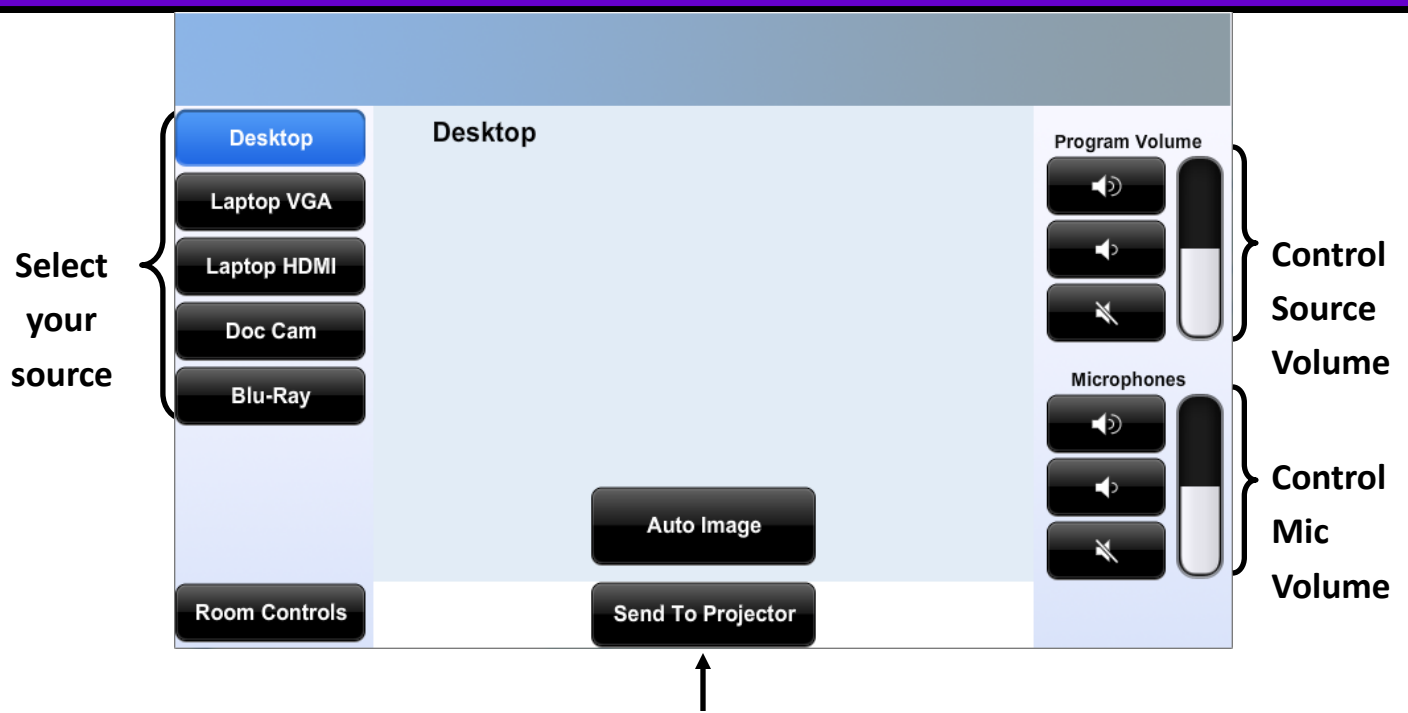 Select
your
source
Desktop
Laptop VGA
Laptop HDMI
Doc Cam
Blu-Ray
Room Controls
Desktop
Auto Image
Send To Projector
Program Volume
Microphones
Control
Source
Volume
Control
Mic
Volume